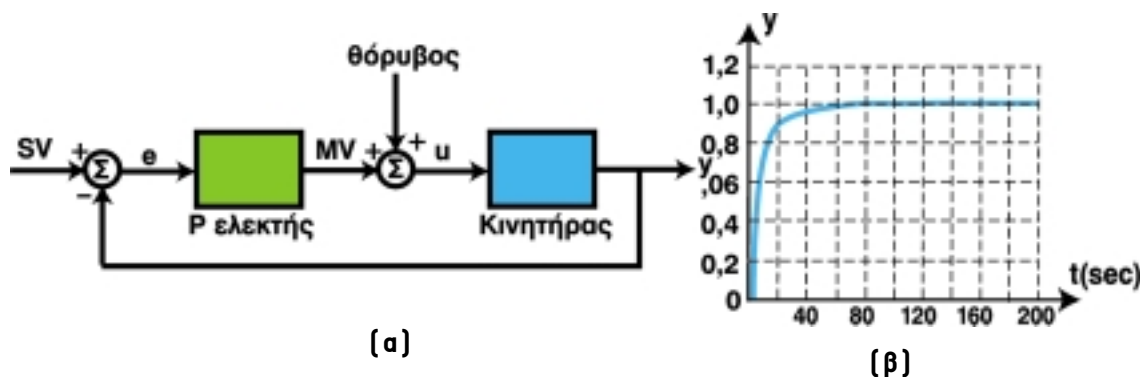 θόρυβος
SV
+
−
Σ
e
P ελεκτής
MV
+
+
Σ
u
Κινητήρας
y
(α)
y
1,2
1,0
0,8
,06
0,4
0,2
0
40 80 120 160 200
t(sec)
(β)